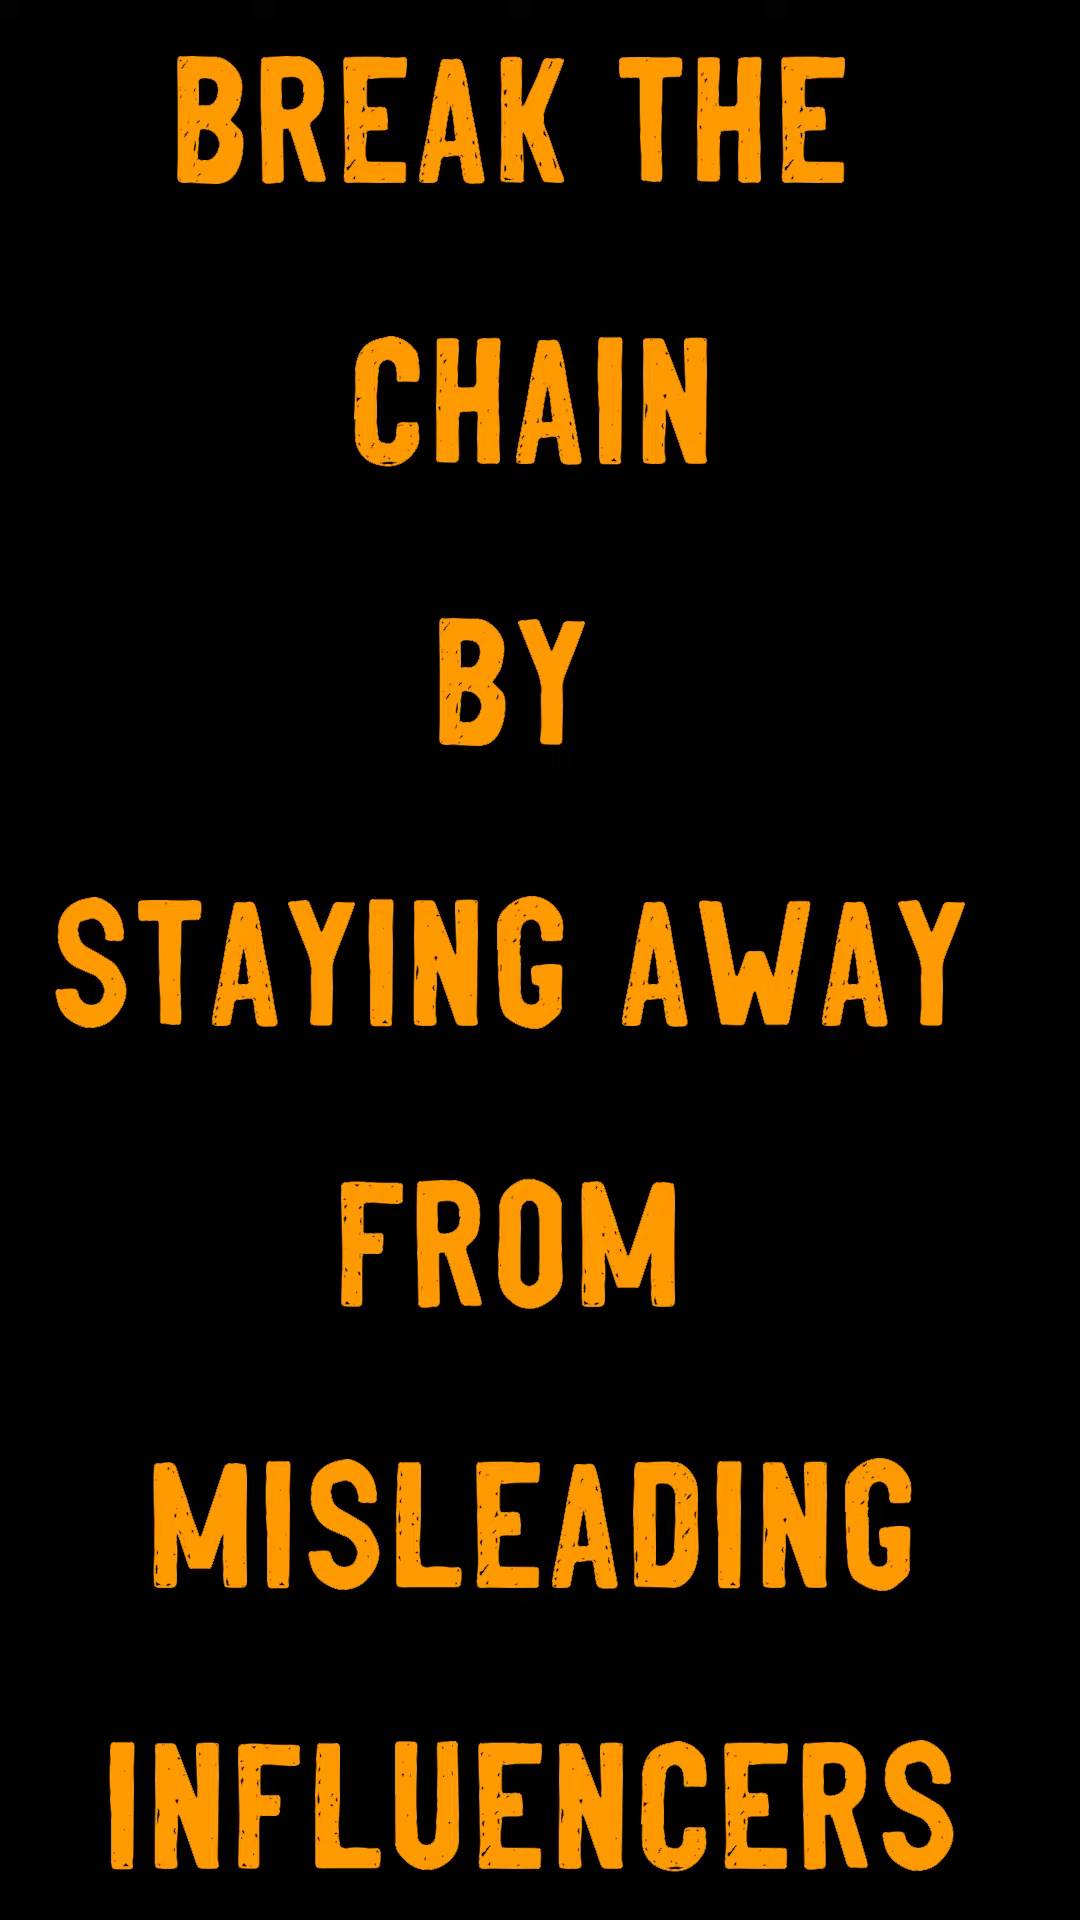 BREAK THE
CHAIN
BY
STAYING AWAY
FROM
MISLEADING
INFLUENCERS